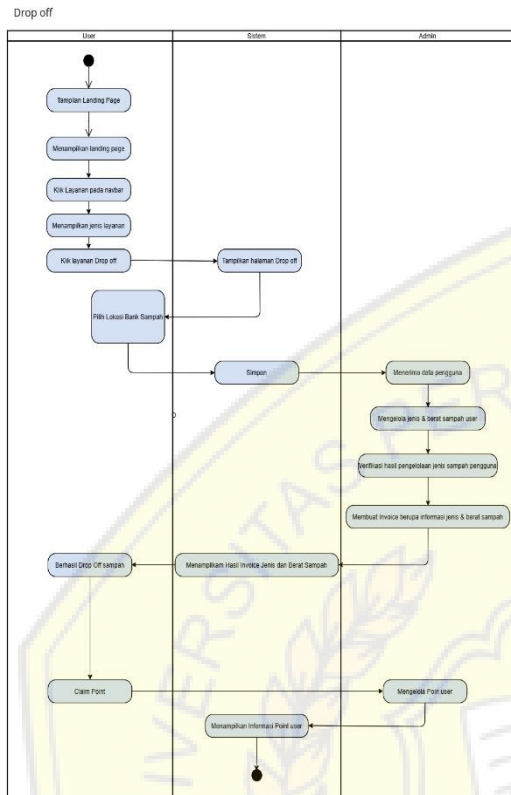 Drop off
User
Sistem
Admin
Tampilan Landing Page
Menampilkan landing page
Klik Layanan pada navbar
Menampilkan jenis layanan
Klik layanan Drop off
Tampilkan halaman Drop off
Pilih Lokasi Bank Sampah
Simpan
Menerima data pengguna
Mengelola jenis & berat sampah user
Verifikasi hasil pengelolaan jenis sampah pengguna
Membuat Invoice berupa informasi jenis & berat sampah
Berhasil Drop Off sampah
Menampilkam Hasil Invoice Jenis dan Berat Sampah
Claim Point
Mengelola Poin user
Menampilkan Informasi Point user